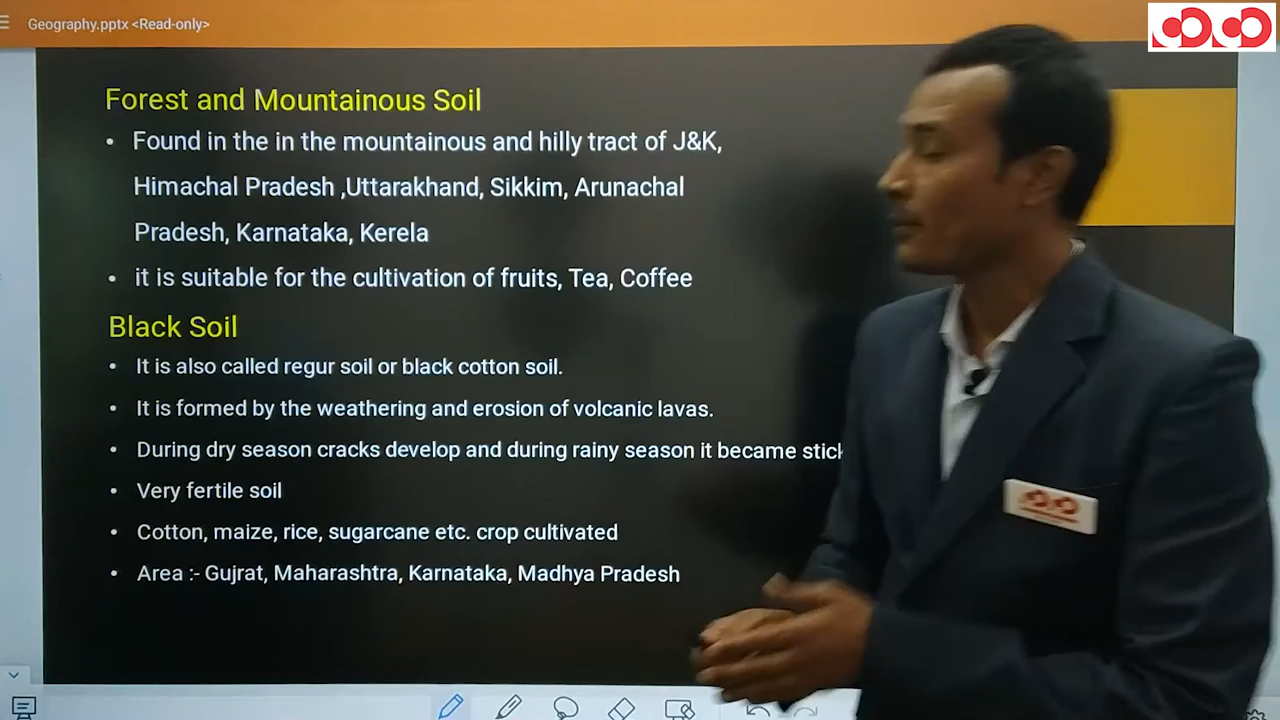 Geography.pptx <Read-only>
Forest and Mountainous Soil
• Found in the in the mountainous and hilly tract of J&K,
Himachal Pradesh ,Uttarakhand, Sikkim, Arunachal
Pradesh, Karnataka, Kerela
• it is suitable for the cultivation of fruits, Tea, Coffee
Black Soil
• It is also called regur soil or black cotton soil.
• It is formed by the weathering and erosion of volcanic lavas.
• During dry season cracks develop and during rainy season it became stick
• Very fertile soil
• Cotton, maize, rice, sugarcane etc. crop cultivated
• Area :- Gujrat, Maharashtra, Karnataka, Madhya Pradesh